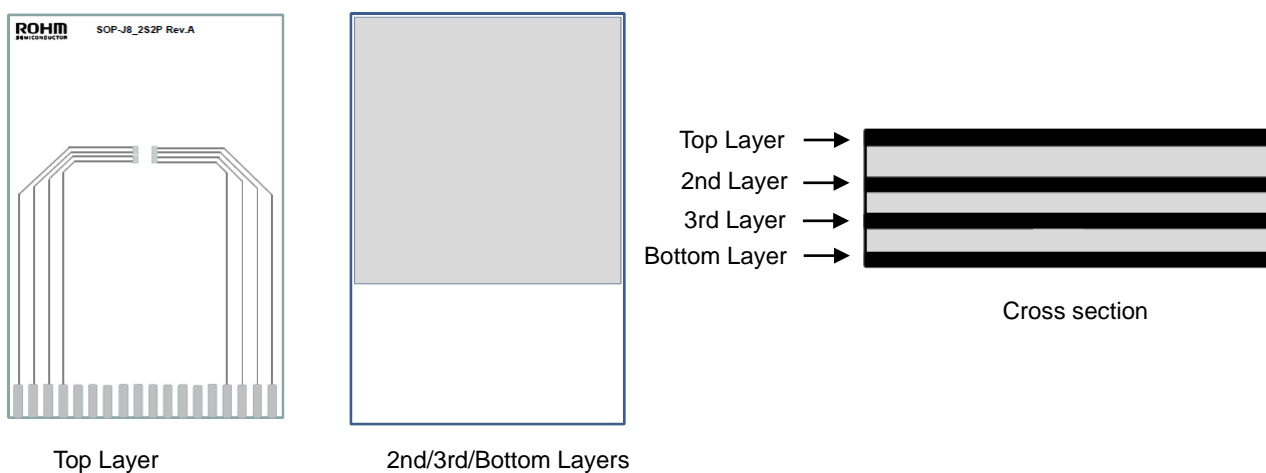 ROHM
SEMICONDUCTOR
SOP-J8_2S2P Rev.A
Top Layer
2nd/3rd/Bottom Layers
Top Layer
2nd Layer
3rd Layer
Bottom Layer
Cross section